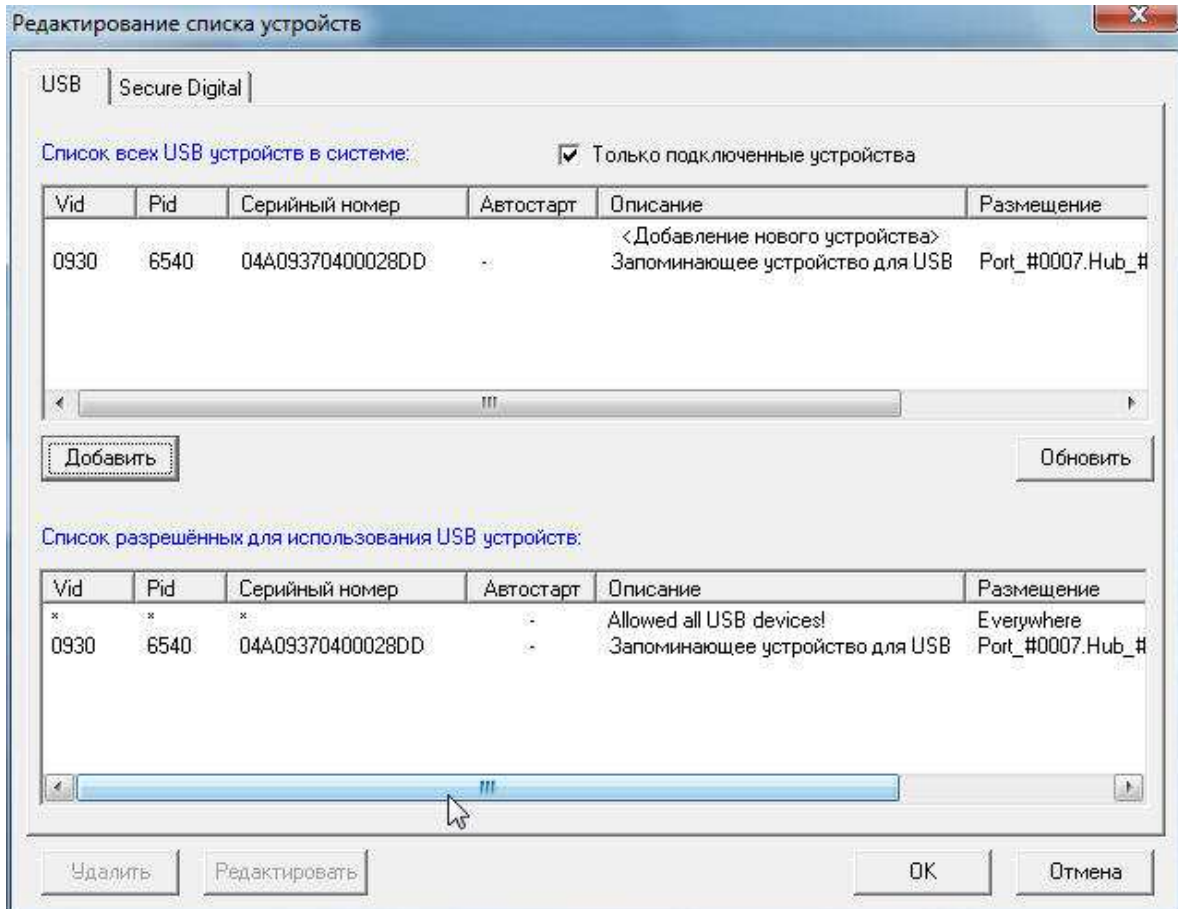 Редактирование списка устройств
USB Secure Digital
Список всех USB устройств в системе: Только подключенные устройства
Vid Pid Серийный номер Автостарт Описание Размещение
<Добавление нового устройства>
0930 6540 04A09370400028DD - Запоминающее устройство для USB Port_#0007.Hub_#
Добавить Обновить
Список разрешённых для использования USB устройств:
Vid Pid Серийный номер Автостарт Описание Размещение
* * * - Allowed all USB devices! Everywhere
0930 6540 04A09370400028DD - Запоминающее устройство для USB Port_#0007.Hub_#
Удалить Редактировать OK Отмена